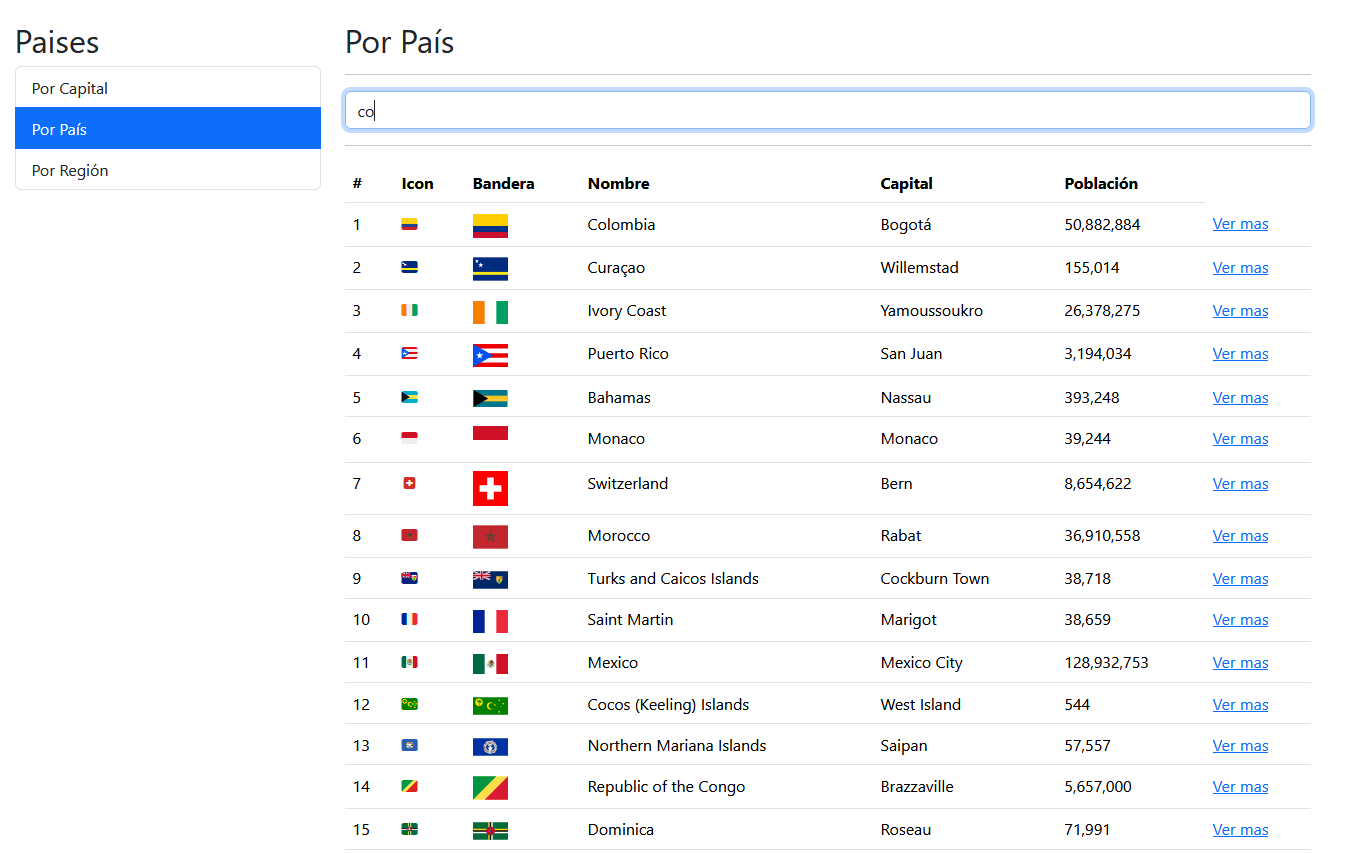 Paises
Por Capital
Por País
Por Región
Por País
co
# Icon Bandera Nombre Capital Población
1 Colombia Bogotá 50,882,884 Ver mas
2 Curaçao Willemstad 155,014 Ver mas
3 Ivory Coast Yamoussoukro 26,378,275 Ver mas
4 Puerto Rico San Juan 3,194,034 Ver mas
5 Bahamas Nassau 393,248 Ver mas
6 Monaco Monaco 39,244 Ver mas
7 Switzerland Bern 8,654,622 Ver mas
8 Morocco Rabat 36,910,558 Ver mas
9 Turks and Caicos Islands Cockburn Town 38,718 Ver mas
10 Saint Martin Marigot 38,659 Ver mas
11 Mexico Mexico City 128,932,753 Ver mas
12 Cocos (Keeling) Islands West Island 544 Ver mas
13 Northern Mariana Islands Saipan 57,557 Ver mas
14 Republic of the Congo Brazzaville 5,657,000 Ver mas
15 Dominica Roseau 71,991 Ver mas